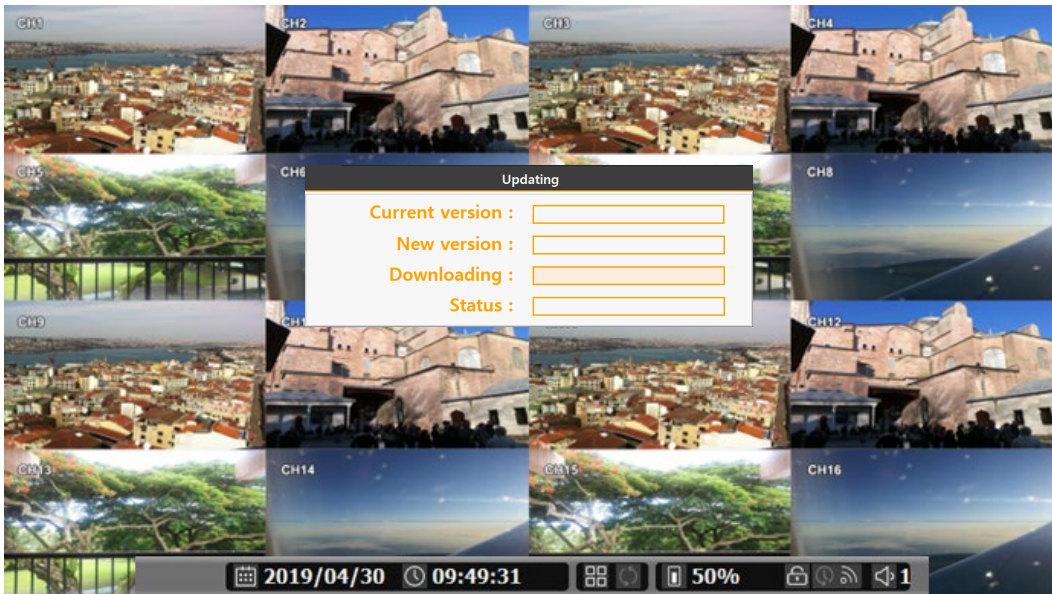 CH1 CH2 CH3 CH4
CH5 CH6 CH8
Updating
Current version :
New version :
Downloading :
Status :
CH9 CH12
CH13 CH14 CH15 CH16
2019/04/30 09:49:31 50% 1